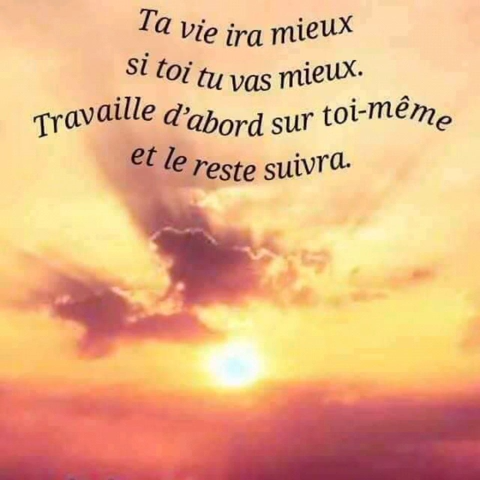 Ta vie ira mieux
si toi tu vas mieux.
Travaille d'abord sur toi-même
et le reste suivra.